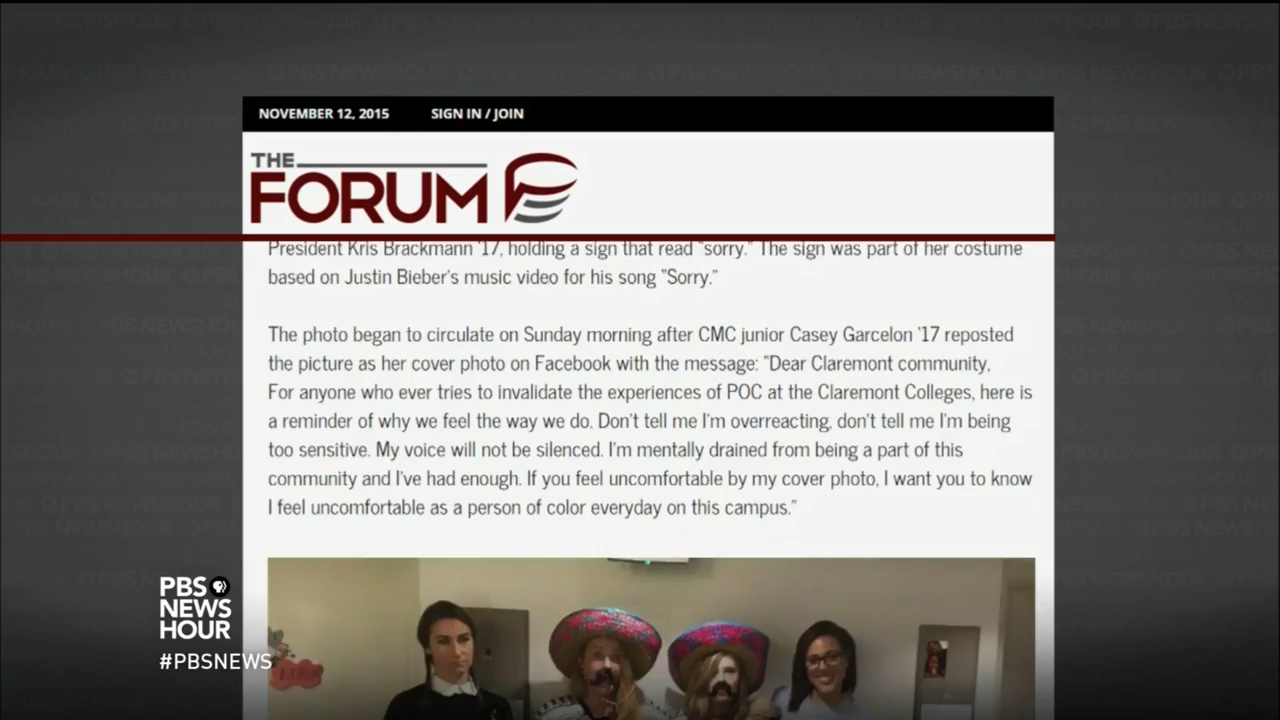 NOVEMBER 12, 2015 SIGN IN / JOIN
THE
FORUM
President Kris Brackmann '17, holding a sign that read "sorry." The sign was part of her costume
based on Justin Bieber's music video for his song "Sorry."
The photo began to circulate on Sunday morning after CMC junior Casey Garcelon '17 reposted
the picture as her cover photo on Facebook with the message: "Dear Claremont community,
For anyone who ever tries to invalidate the experiences of POC at the Claremont Colleges, here is
a reminder of why we feel the way we do. Don't tell me I'm overreacting, don't tell me I'm being
too sensitive. My voice will not be silenced. I'm mentally drained from being a part of this
community and I've had enough. If you feel uncomfortable by my cover photo, I want you to know
I feel uncomfortable as a person of color everyday on this campus."
PBS
NEWS
HOUR
#PBSNEWS